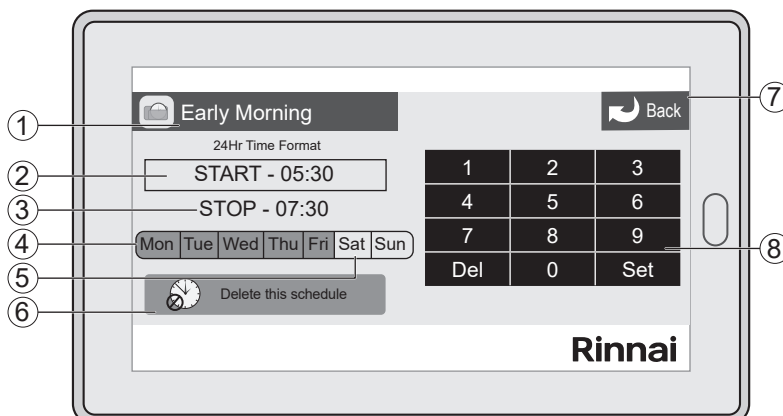 Early Morning
Back
24Hr Time Format
START - 05:30
STOP - 07:30
Mon Tue Wed Thu Fri Sat Sun
Delete this schedule
1 2 3
4 5 6
7 8 9
Del 0 Set
Rinnai
1
2
3
4
5
6
7
8